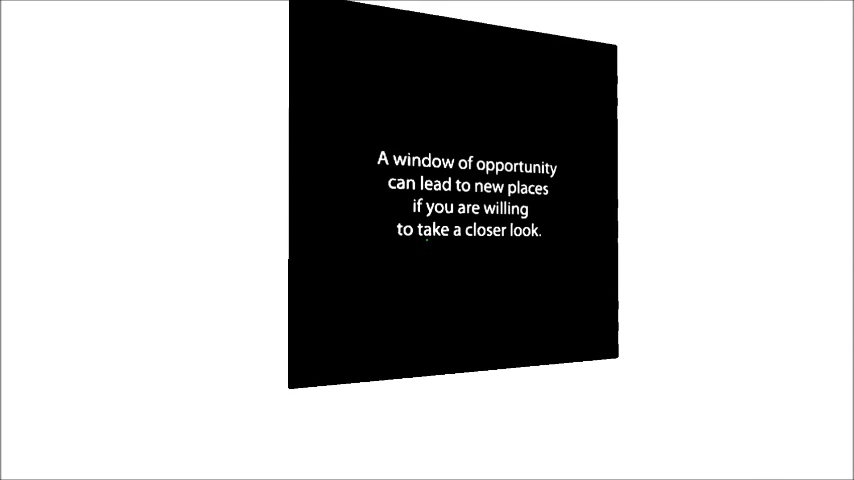 A window of opportunity
can lead to new places
if you are willing
to take a closer look.